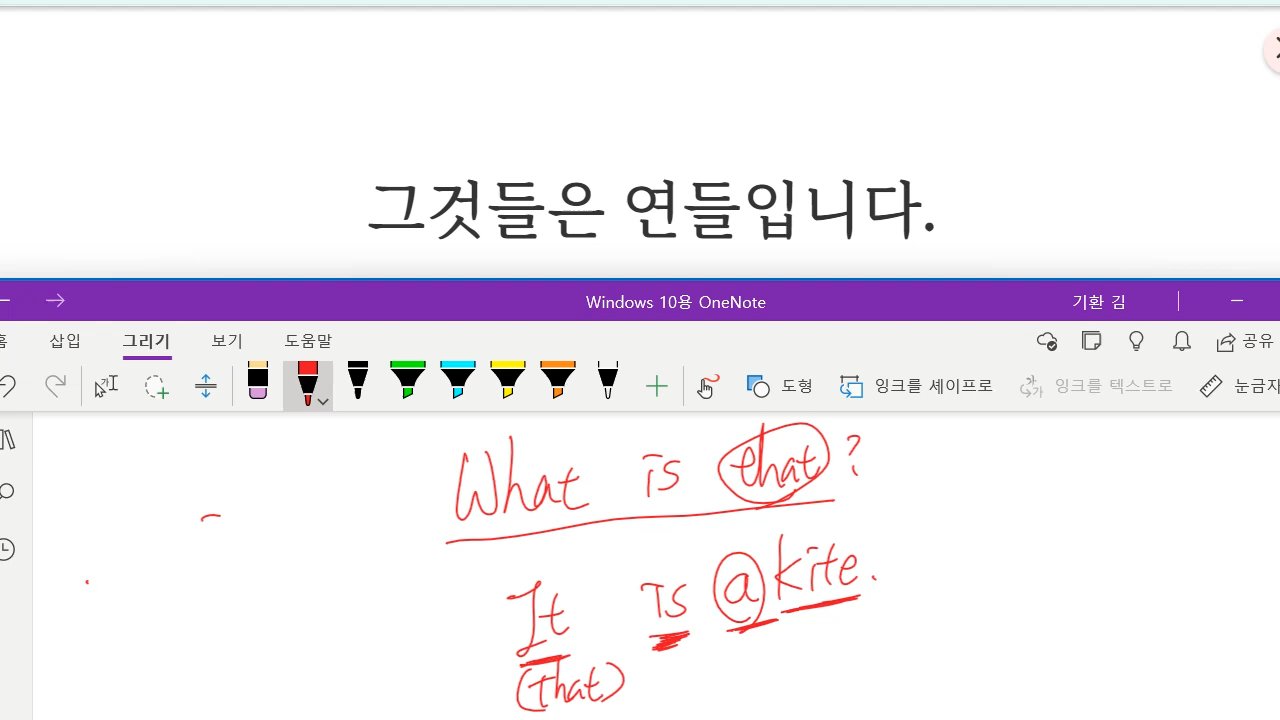 그것들은 연들입니다.
Windows 10용 OneNote
기환 김
삽입 그리기 보기 도움말
공유
가I 도형 잉크를 셰이프로 잉크를 텍스트로
What is that?
It is a kite.
(that)